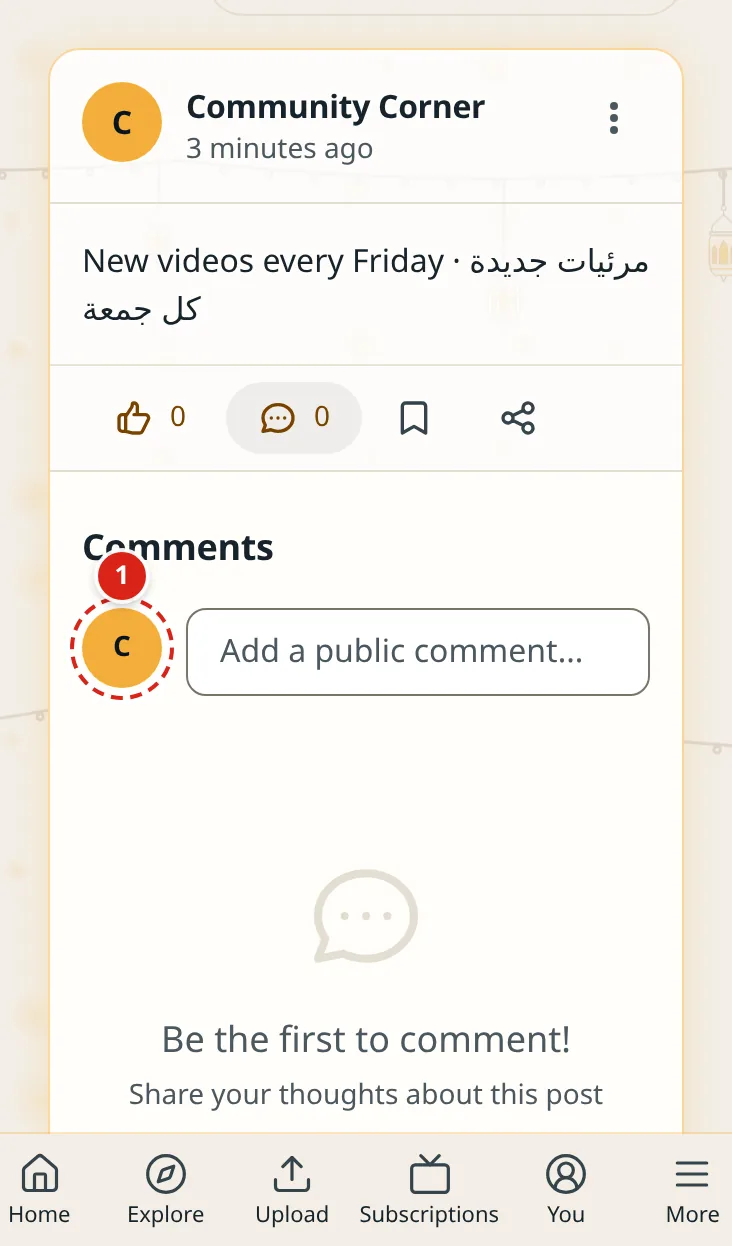 C
Community Corner
3 minutes ago
New videos every Friday · مرئيات جديدة
كل جمعة
0
0
Comments
1
C
Add a public comment...
Be the first to comment!
Share your thoughts about this post
Home
Explore
Upload
Subscriptions
You
More